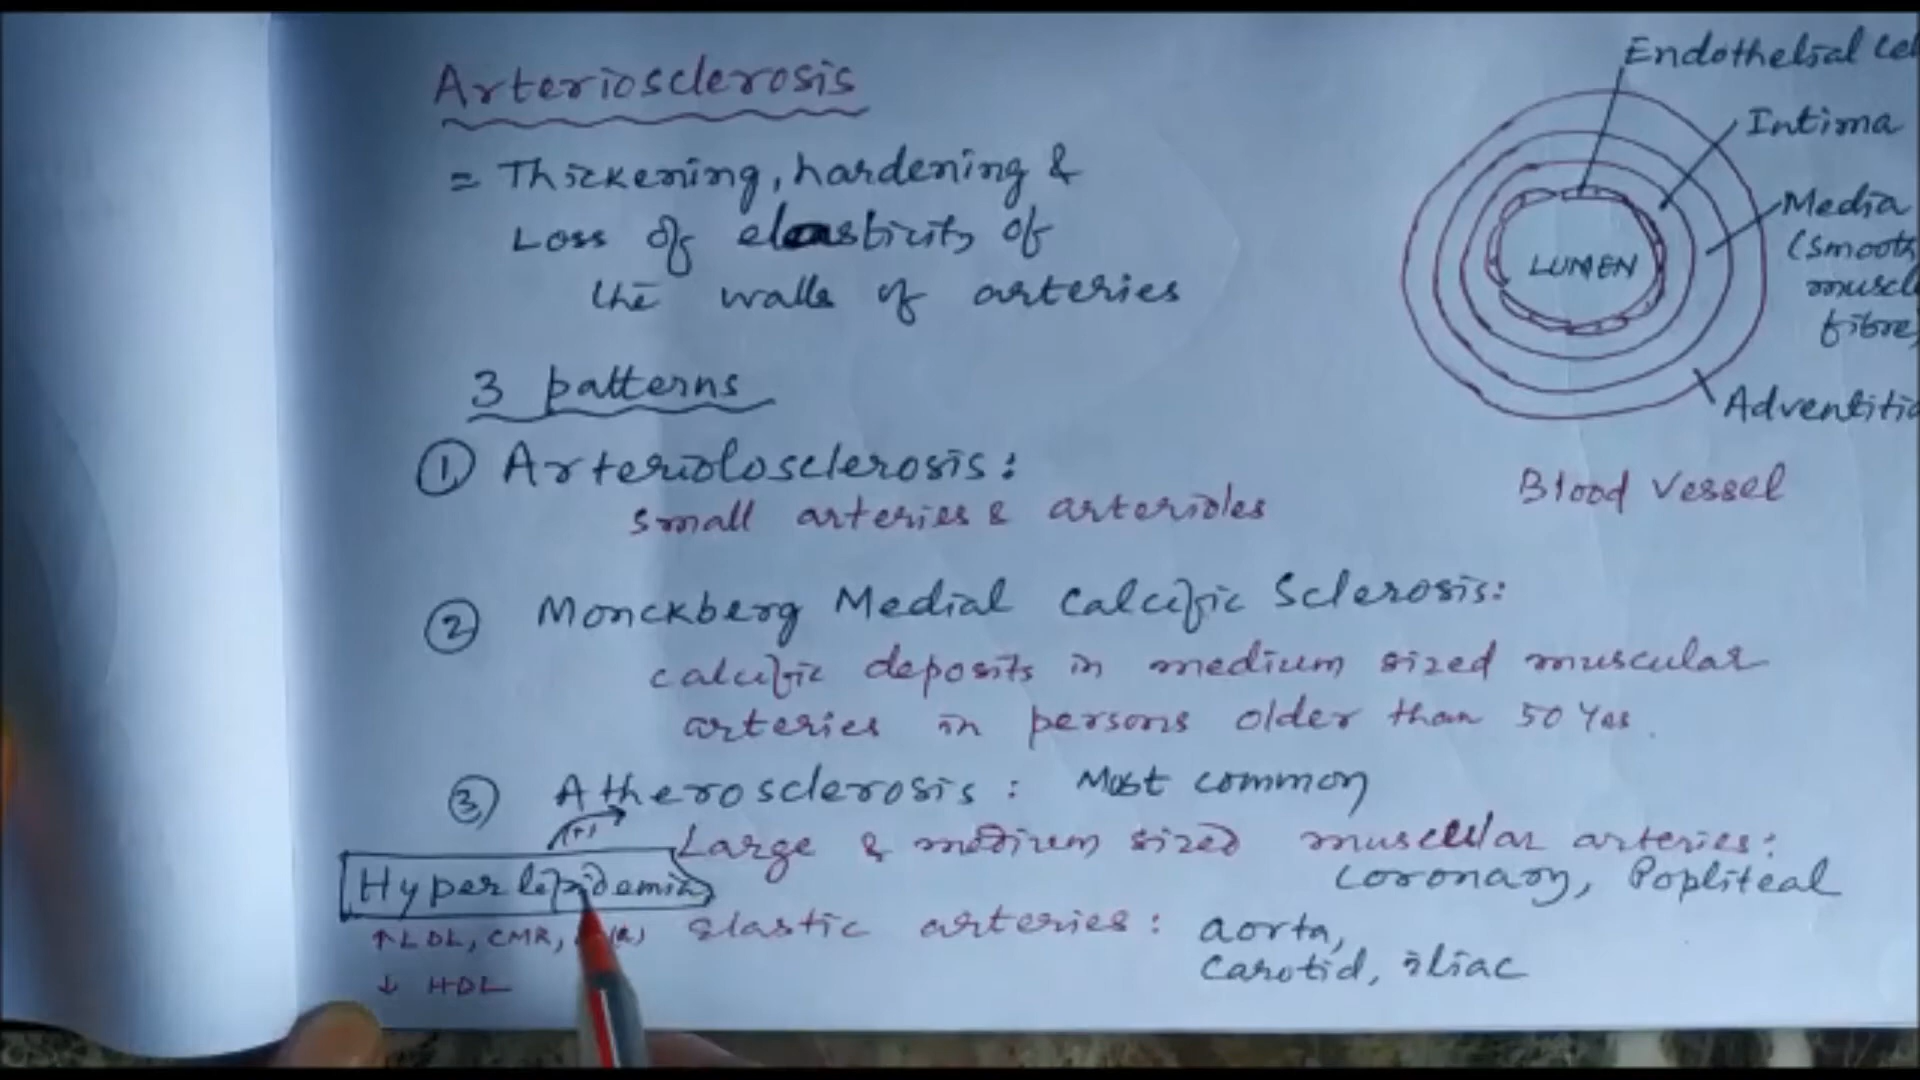 Arteriosclerosis
= Thickening, hardening &
Loss of elasticity of
the walls of arteries
3 patterns
① Arteriolosclerosis:
small arteries & arterioles
② Monckberg Medial Calcific Sclerosis:
calcific deposits in medium sized muscular
arteries in persons older than 50 Yrs.
③ Atherosclerosis: Most common
(+)
Large & medium sized muscular arteries:
Coronary, Popliteal
Hyperlipidemia
↑LDL, CMR,
↓ HDL
Elastic arteries: aorta,
Carotid, iliac
Endothelial Cel
Intima
Media
(Smooth
muscl
fibre
Adventitia
LUMEN
Blood Vessel